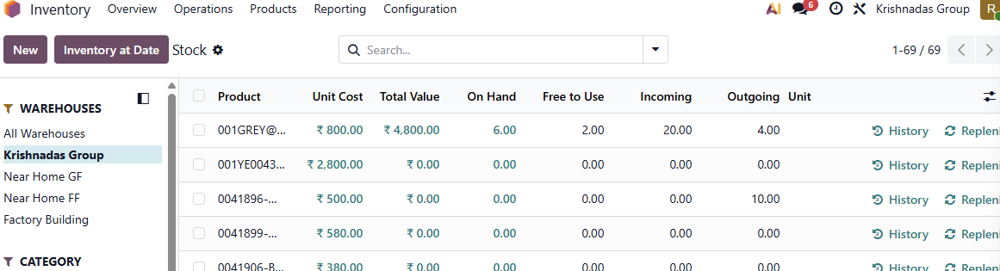 Inventory Overview Operations Products Reporting Configuration AI 6 Krishnadas Group R
New Inventory at Date Stock Search... 1-69 / 69
WAREHOUSES
All Warehouses
Krishnadas Group
Near Home GF
Near Home FF
Factory Building
CATEGORY
Product Unit Cost Total Value On Hand Free to Use Incoming Outgoing Unit
001GREY@... ₹ 800.00 ₹ 4,800.00 6.00 2.00 20.00 4.00 History Repleni
001YE0043... ₹ 2,800.00 ₹ 0.00 0.00 0.00 0.00 0.00 History Repleni
0041896-... ₹ 500.00 ₹ 0.00 0.00 0.00 0.00 10.00 History Repleni
0041899-... ₹ 580.00 ₹ 0.00 0.00 0.00 0.00 0.00 History Repleni
0041906-B... ₹ 380.00 ₹ 0.00 0.00 0.00 0.00 0.00 History Repleni